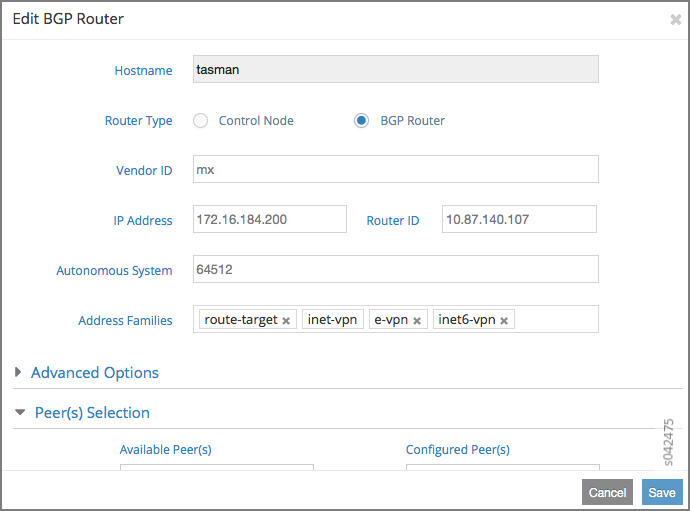 Edit BGP Router ×
Hostname tasman
Router Type Control Node BGP Router
Vendor ID mx
IP Address 172.16.184.200 Router ID 10.87.140.107
Autonomous System 64512
Address Families route-target × inet-vpn e-vpn × inet6-vpn ×
Advanced Options
Peer(s) Selection
Available Peer(s) Configured Peer(s)
s042475
Cancel Save